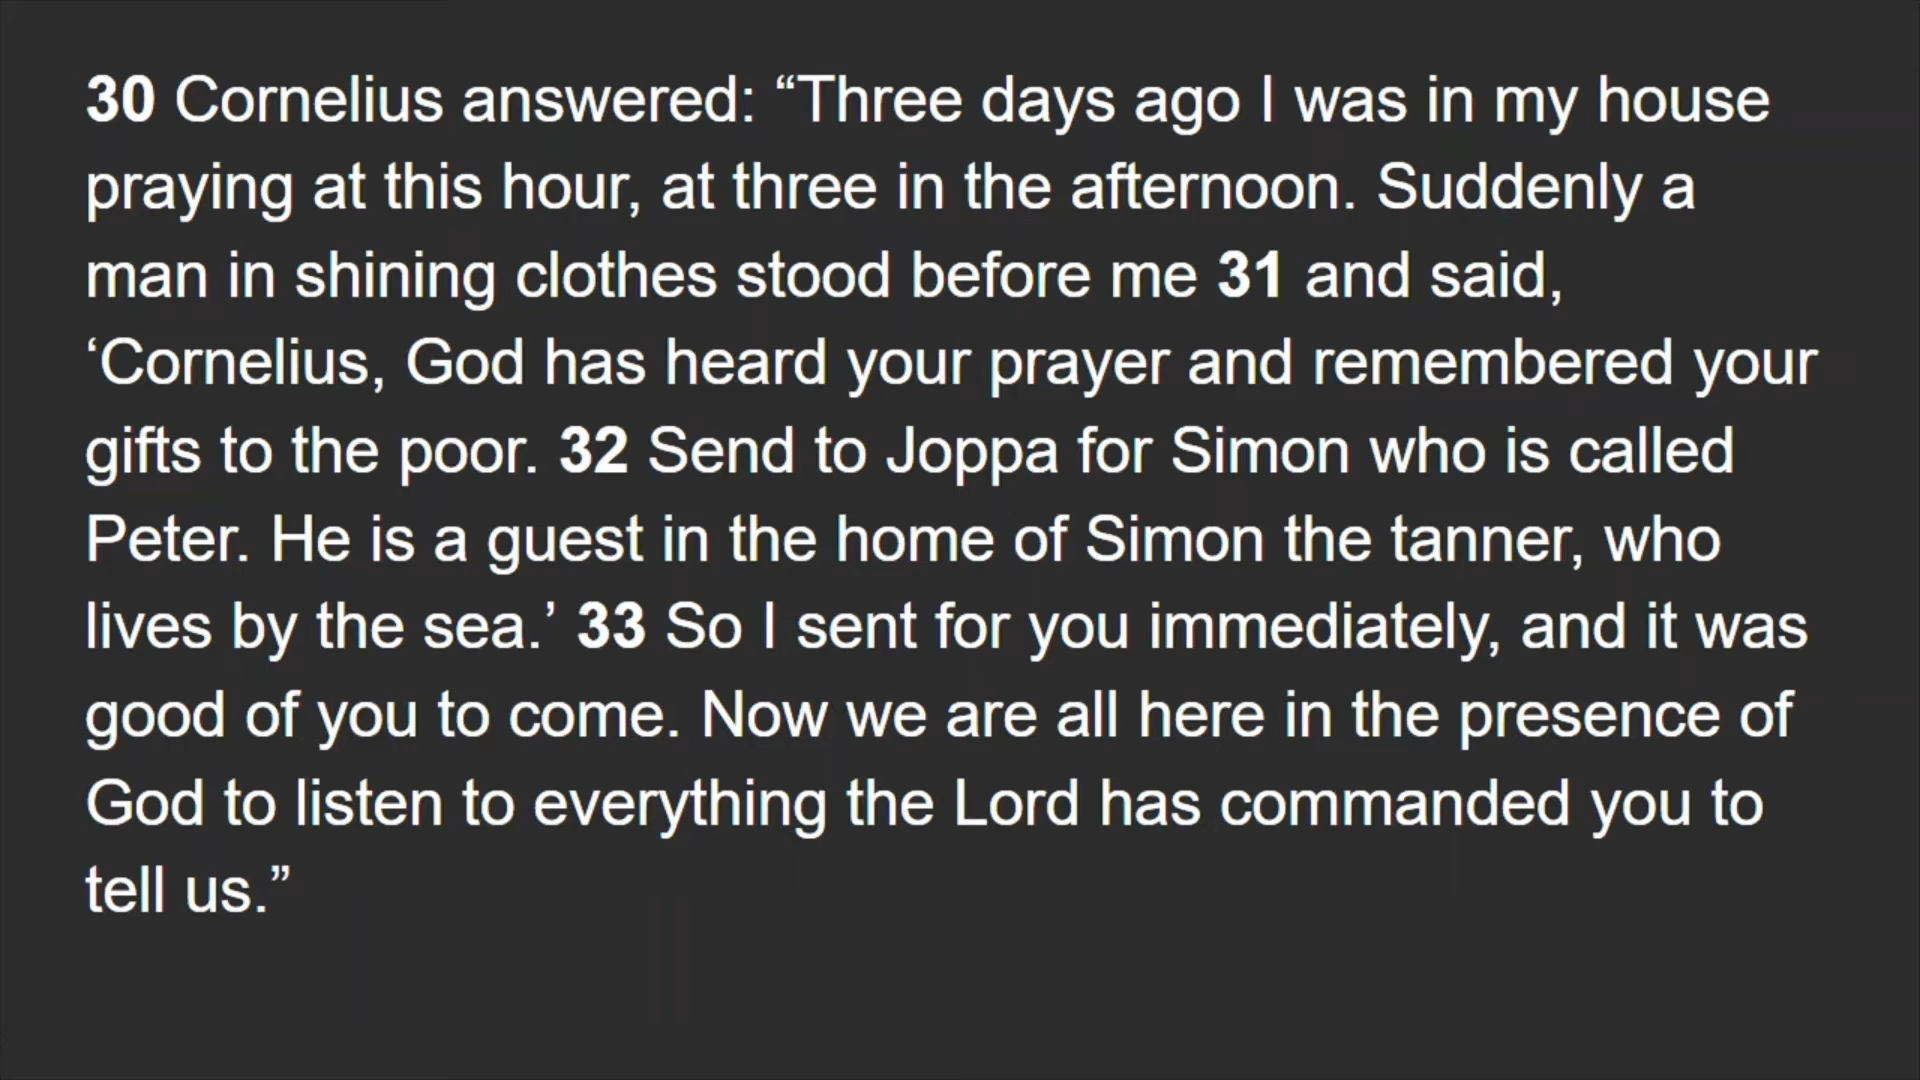 30 Cornelius answered: “Three days ago I was in my house
praying at this hour, at three in the afternoon. Suddenly a
man in shining clothes stood before me 31 and said,
‘Cornelius, God has heard your prayer and remembered your
gifts to the poor. 32 Send to Joppa for Simon who is called
Peter. He is a guest in the home of Simon the tanner, who
lives by the sea.’ 33 So I sent for you immediately, and it was
good of you to come. Now we are all here in the presence of
God to listen to everything the Lord has commanded you to
tell us.”